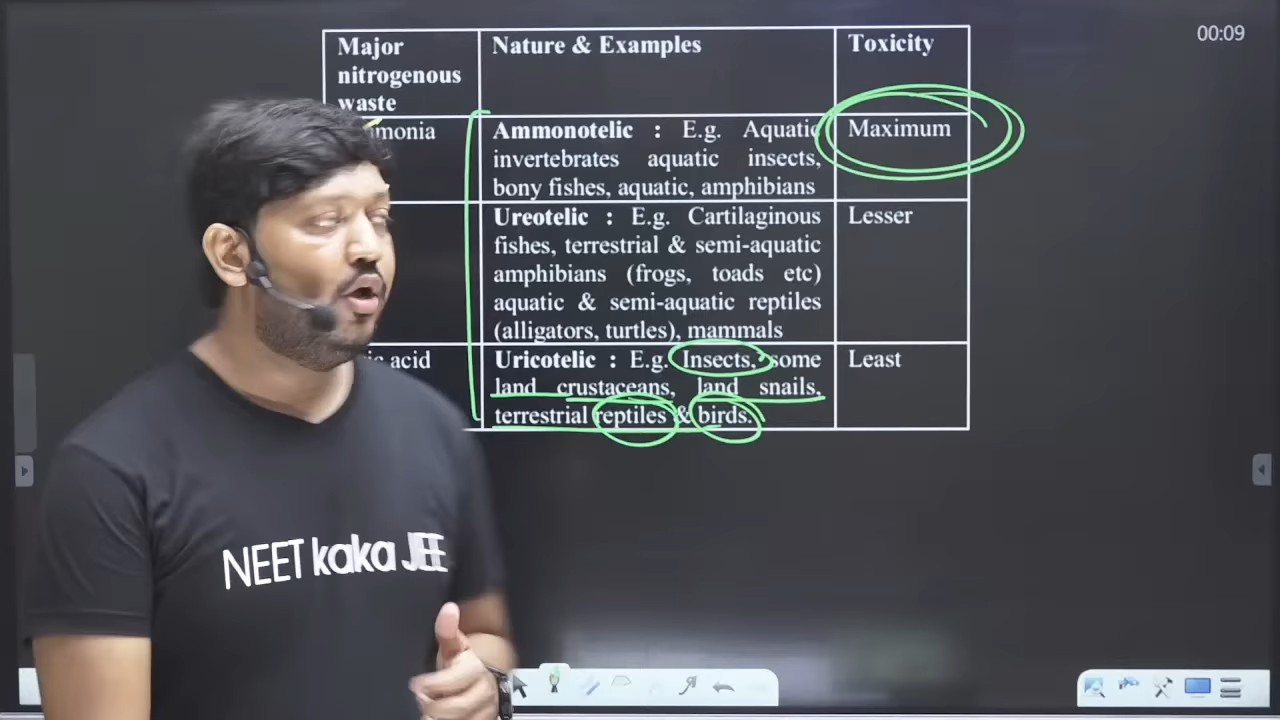 00:09
Major
nitrogenous
waste
Nature & Examples
Toxicity
Ammonotelic : E.g. Aquatic
invertebrates aquatic insects,
bony fishes, aquatic, amphibians
Maximum
Ureotelic : E.g. Cartilaginous
fishes, terrestrial & semi-aquatic
amphibians (frogs, toads etc)
aquatic & semi-aquatic reptiles
(alligators, turtles), mammals
Lesser
acid
Uricotelic : E.g. Insects, some
land crustaceans, land snails,
terrestrial reptiles & birds.
Least
NEET kaka JEE